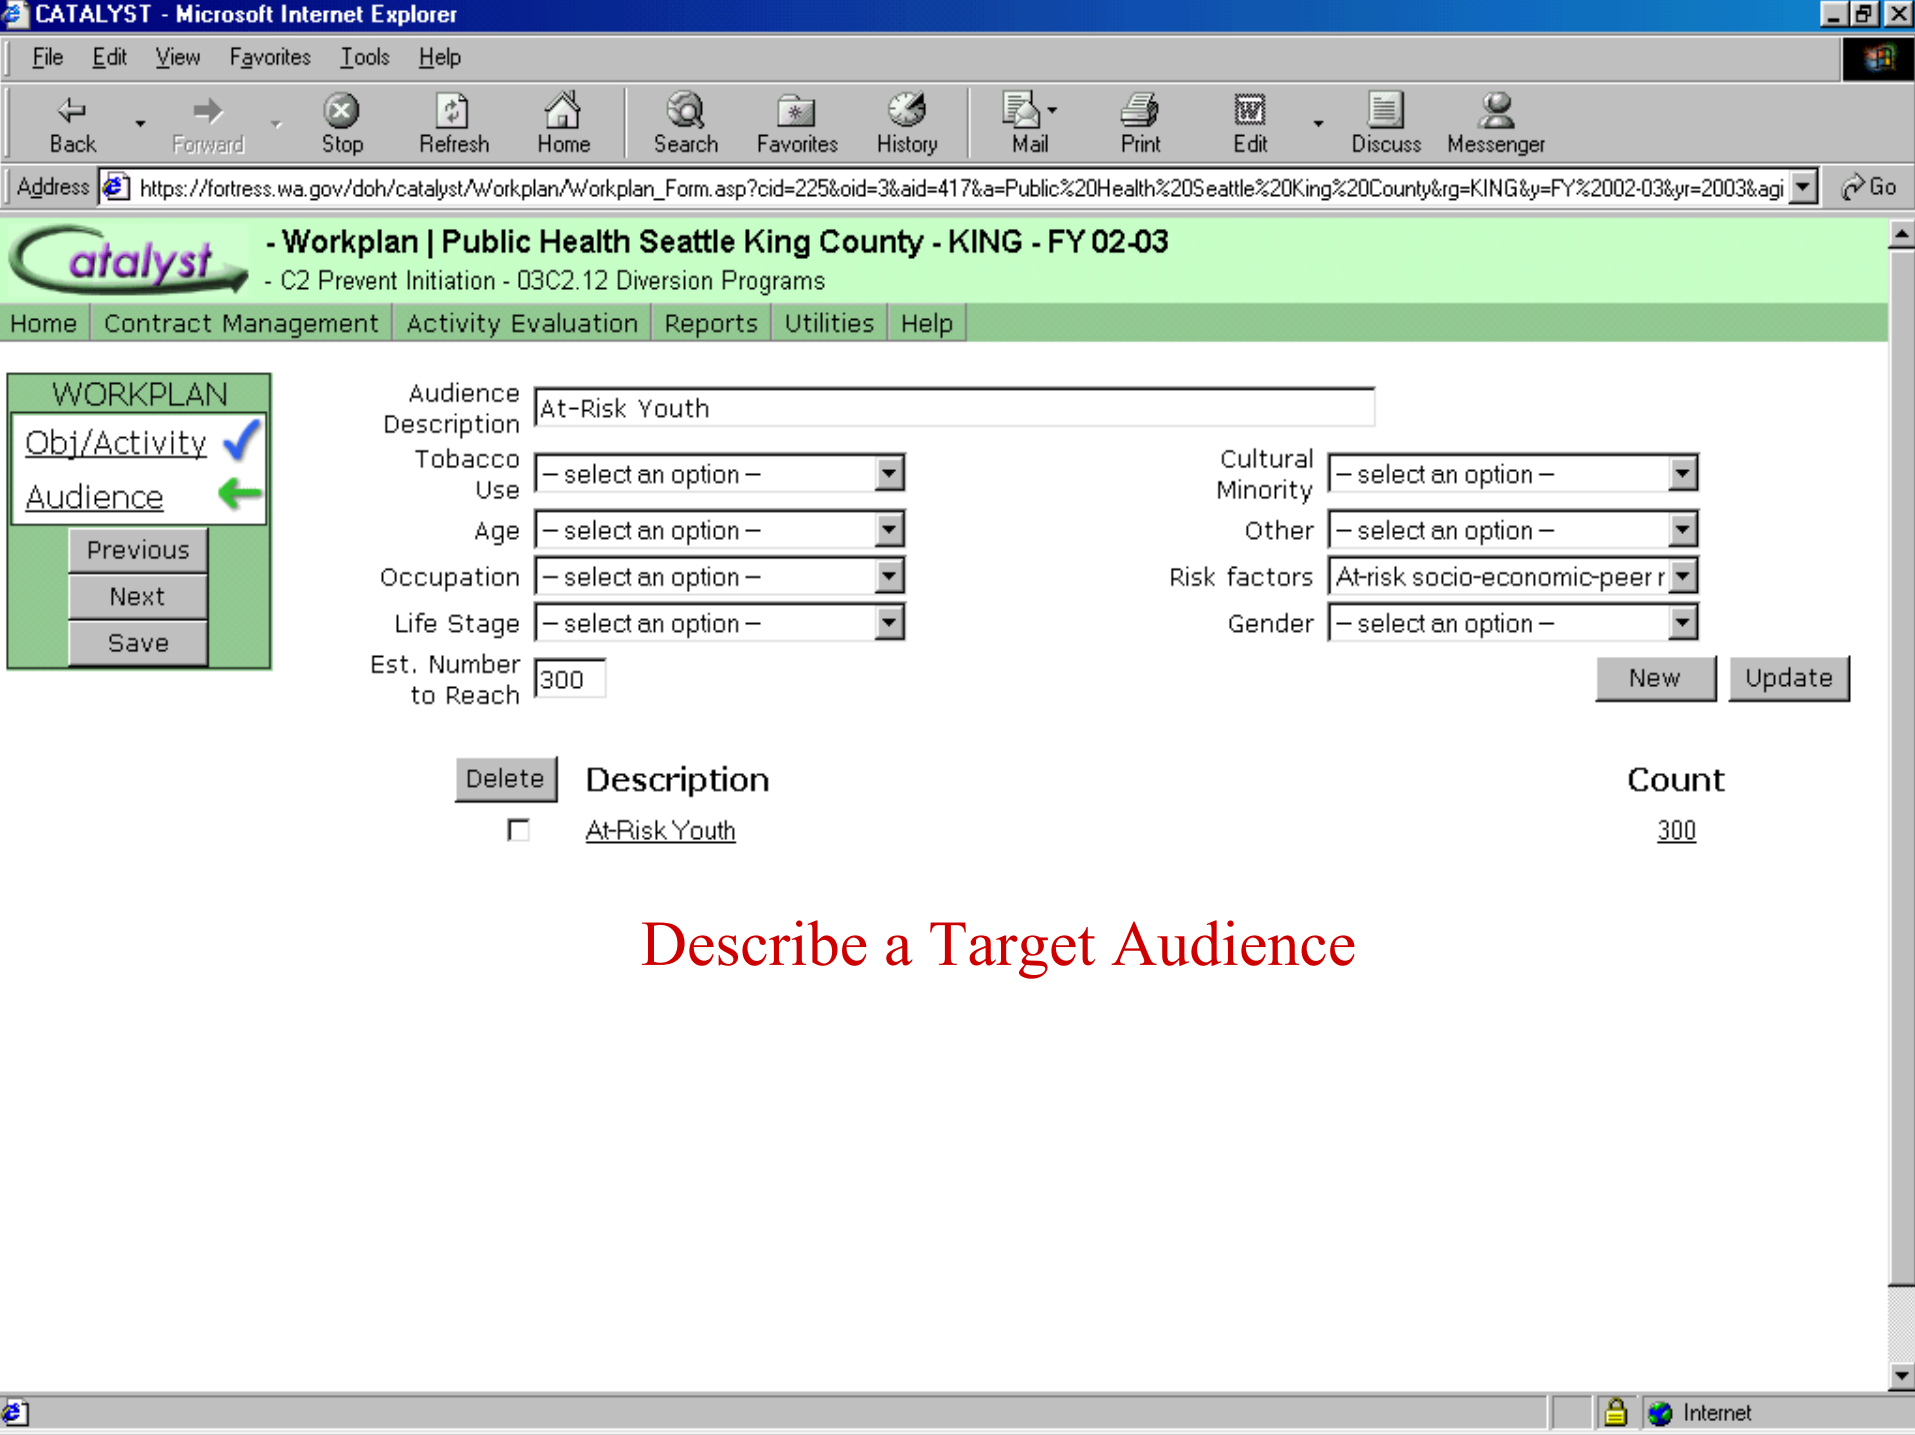 CATALYST - Microsoft Internet Explorer
File Edit View Favorites Tools Help
Back Forward Stop Refresh Home Search Favorites History Mail Print Edit Discuss Messenger
Address https://fortress.wa.gov/doh/catalyst/Workplan/Workplan_Form.asp?cid=225&oid=3&aid=417&a=Public%20Health%20Seattle%20King%20County&rg=KING&y=FY%2002-03&yr=2003&agi Go
Catalyst - Workplan | Public Health Seattle King County - KING - FY 02-03
- C2 Prevent Initiation - 03C2.12 Diversion Programs
Home Contract Management Activity Evaluation Reports Utilities Help
WORKPLAN
Obj/Activity
Audience
Previous
Next
Save
Audience Description At-Risk Youth
Tobacco Use – select an option – Cultural Minority – select an option –
Age – select an option – Other – select an option –
Occupation – select an option – Risk factors At-risk socio-economic-peer r
Life Stage – select an option – Gender – select an option –
Est. Number to Reach 300 New Update
Delete Description Count
At-Risk Youth 300
Describe a Target Audience
Internet